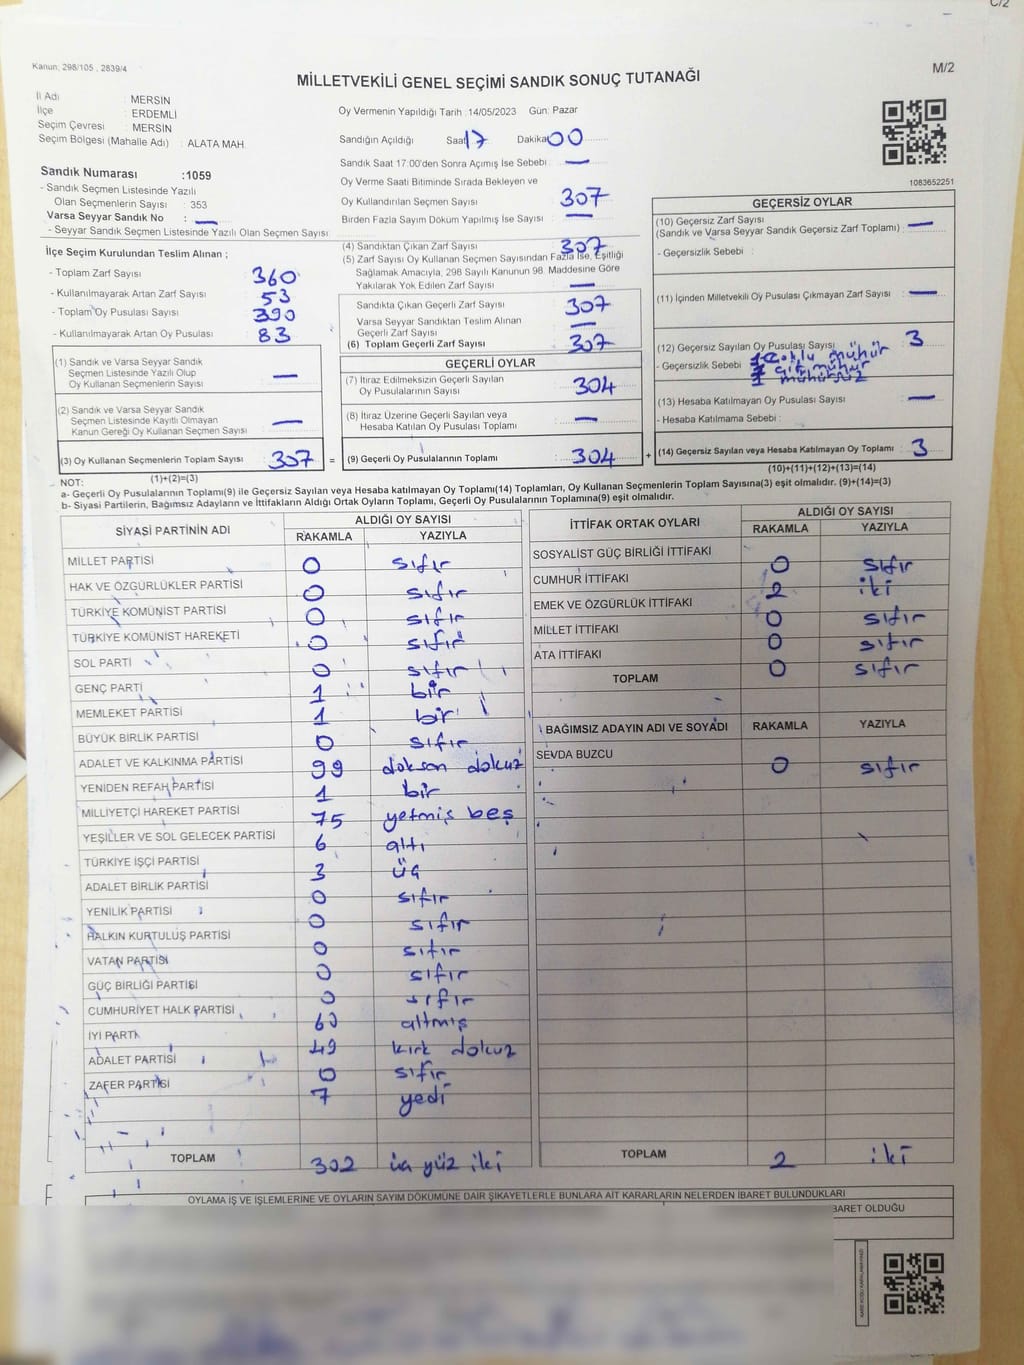 C/2
Kanun: 298/105 , 2839/4
M/2
MİLLETVEKİLİ GENEL SEÇİMİ SANDIK SONUÇ TUTANAĞI
İl Adı : MERSİN
İlçe : ERDEMLİ
Seçim Çevresi : MERSİN
Seçim Bölgesi (Mahalle Adı) : ALATA MAH.
Sandık Numarası :1059
- Sandık Seçmen Listesinde Yazılı
Olan Seçmenlerin Sayısı : 353
Varsa Seyyar Sandık No : —
- Seyyar Sandık Seçmen Listesinde Yazılı Olan Seçmen Sayısı:
Oy Vermenin Yapıldığı Tarih :14/05/2023 Gün: Pazar
Sandığın Açıldığı Saat 17 Dakika 00
Sandık Saat 17:00'den Sonra Açımış İse Sebebi : —
Oy Verme Saati Bitiminde Sırada Bekleyen ve
Oy Kullandırılan Seçmen Sayısı : 307
Birden Fazla Sayım Döküm Yapılmış İse Sayısı : —
1083652251
İlçe Seçim Kurulundan Teslim Alınan ;
- Toplam Zarf Sayısı : 360
- Kullanılmayarak Artan Zarf Sayısı : 53
- Toplam Oy Pusulası Sayısı : 390
- Kullanılmayarak Artan Oy Pusulası : 83
(4) Sandıktan Çıkan Zarf Sayısı : 307
(5) Zarf Sayısı Oy Kullanan Seçmen Sayısından Fazla İse, Eşitliği
Sağlamak Amacıyla, 298 Sayılı Kanunun 98. Maddesine Göre
Yakılarak Yok Edilen Zarf Sayısı : —
Sandıkta Çıkan Geçerli Zarf Sayısı : 307
Varsa Seyyar Sandıktan Teslim Alınan
Geçerli Zarf Sayısı : —
(6) Toplam Geçerli Zarf Sayısı : 307
GEÇERSİZ OYLAR
(10) Geçersiz Zarf Sayısı
(Sandık ve Varsa Seyyar Sandık Geçersiz Zarf Toplamı) : —
- Geçersizlik Sebebi :
(11) İçinden Milletvekili Oy Pusulası Çıkmayan Zarf Sayısı : —
(12) Geçersiz Sayılan Oy Pusulası Sayısı : 3
- Geçersizlik Sebebi : 1 çoklu mühür
1 çift mühür
1 mühürsüz
(13) Hesaba Katılmayan Oy Pusulası Sayısı : —
- Hesaba Katılmama Sebebi :
(14) Geçersiz Sayılan veya Hesaba Katılmayan Oy Toplamı : 3
(10)+(11)+(12)+(13)=(14)
(1) Sandık ve Varsa Seyyar Sandık
Seçmen Listesinde Yazılı Olup
Oy Kullanan Seçmenlerin Sayısı : —
(2) Sandık ve Varsa Seyyar Sandık
Seçmen Listesinde Kayıtlı Olmayan
Kanun Gereği Oy Kullanan Seçmen Sayısı : —
(3) Oy Kullanan Seçmenlerin Toplam Sayısı : 307 =
(1)+(2)=(3)
GEÇERLİ OYLAR
(7) İtiraz Edilmeksizin Geçerli Sayılan
Oy Pusulalarının Sayısı : 304
(8) İtiraz Üzerine Geçerli Sayılan veya
Hesaba Katılan Oy Pusulası Toplamı : —
(9) Geçerli Oy Pusulalarının Toplamı : 304 +
NOT:
a- Geçerli Oy Pusulalarının Toplamı(9) ile Geçersiz Sayılan veya Hesaba katılmayan Oy Toplamı(14) Toplamları, Oy Kullanan Seçmenlerin Toplam Sayısına(3) eşit olmalıdır. (9)+(14)=(3)
b- Siyasi Partilerin, Bağımsız Adayların ve İttifakların Aldığı Ortak Oyların Toplamı, Geçerli Oy Pusulalarının Toplamına(9) eşit olmalıdır.
SİYASİ PARTİNİN ADI ALDIĞI OY SAYISI
RAKAMLA YAZIYLA
MİLLET PARTİSİ 0 sıfır
HAK VE ÖZGÜRLÜKLER PARTİSİ 0 sıfır
TÜRKİYE KOMÜNİST PARTİSİ 0 sıfır
TÜRKİYE KOMÜNİST HAREKETİ 0 sıfır
SOL PARTİ 0 sıfır
GENÇ PARTİ 1 bir
MEMLEKET PARTİSİ 1 bir
BÜYÜK BİRLİK PARTİSİ 0 sıfır
ADALET VE KALKINMA PARTİSİ 99 doksan dokuz
YENİDEN REFAH PARTİSİ 1 bir
MİLLİYETÇİ HAREKET PARTİSİ 75 yetmiş beş
YEŞİLLER VE SOL GELECEK PARTİSİ 6 altı
TÜRKİYE İŞÇİ PARTİSİ 3 üç
ADALET BİRLİK PARTİSİ 0 sıfır
YENİLİK PARTİSİ 0 sıfır
HALKIN KURTULUŞ PARTİSİ 0 sıfır
VATAN PARTİSİ 0 sıfır
GÜÇ BİRLİĞİ PARTİSİ 0 sıfır
CUMHURİYET HALK PARTİSİ 60 altmış
İYİ PARTİ 49 kırk dokuz
ADALET PARTİSİ 0 sıfır
ZAFER PARTİSİ 7 yedi
TOPLAM 302 üç yüz iki
İTTİFAK ORTAK OYLARI ALDIĞI OY SAYISI
RAKAMLA YAZIYLA
SOSYALİST GÜÇ BİRLİĞİ İTTİFAKI 0 sıfır
CUMHUR İTTİFAKI 2 iki
EMEK VE ÖZGÜRLÜK İTTİFAKI 0 sıfır
MİLLET İTTİFAKI 0 sıfır
ATA İTTİFAKI 0 sıfır
TOPLAM
BAĞIMSIZ ADAYIN ADI VE SOYADI RAKAMLA YAZIYLA
SEVDA BUZCU 0 sıfır
TOPLAM 2 iki
OYLAMA İŞ VE İŞLEMLERİNE VE OYLARIN SAYIM DÖKÜMÜNE DAİR ŞİKAYETLERLE BUNLARA AİT KARARLARIN NELERDEN İBARET BULUNDUKLARI
BARET OLDUĞU